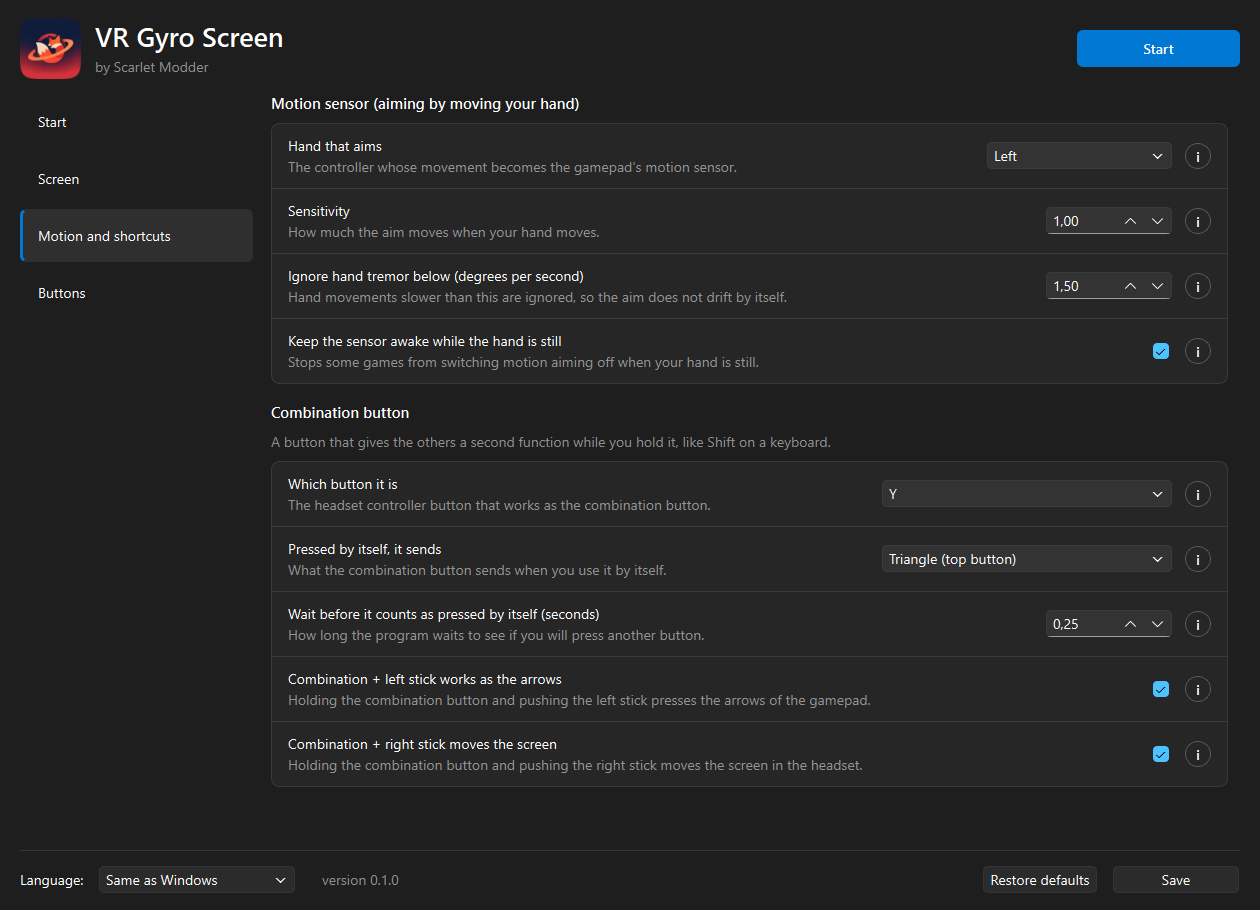 VR Gyro Screen
by Scarlet Modder
Start
Start
Screen
Motion and shortcuts
Buttons
Motion sensor (aiming by moving your hand)
Hand that aims
The controller whose movement becomes the gamepad's motion sensor.
Left
i
Sensitivity
How much the aim moves when your hand moves.
1,00
i
Ignore hand tremor below (degrees per second)
Hand movements slower than this are ignored, so the aim does not drift by itself.
1,50
i
Keep the sensor awake while the hand is still
Stops some games from switching motion aiming off when your hand is still.
i
Combination button
A button that gives the others a second function while you hold it, like Shift on a keyboard.
Which button it is
The headset controller button that works as the combination button.
Y
i
Pressed by itself, it sends
What the combination button sends when you use it by itself.
Triangle (top button)
i
Wait before it counts as pressed by itself (seconds)
How long the program waits to see if you will press another button.
0,25
i
Combination + left stick works as the arrows
Holding the combination button and pushing the left stick presses the arrows of the gamepad.
i
Combination + right stick moves the screen
Holding the combination button and pushing the right stick moves the screen in the headset.
i
Language: Same as Windows version 0.1.0
Restore defaults
Save